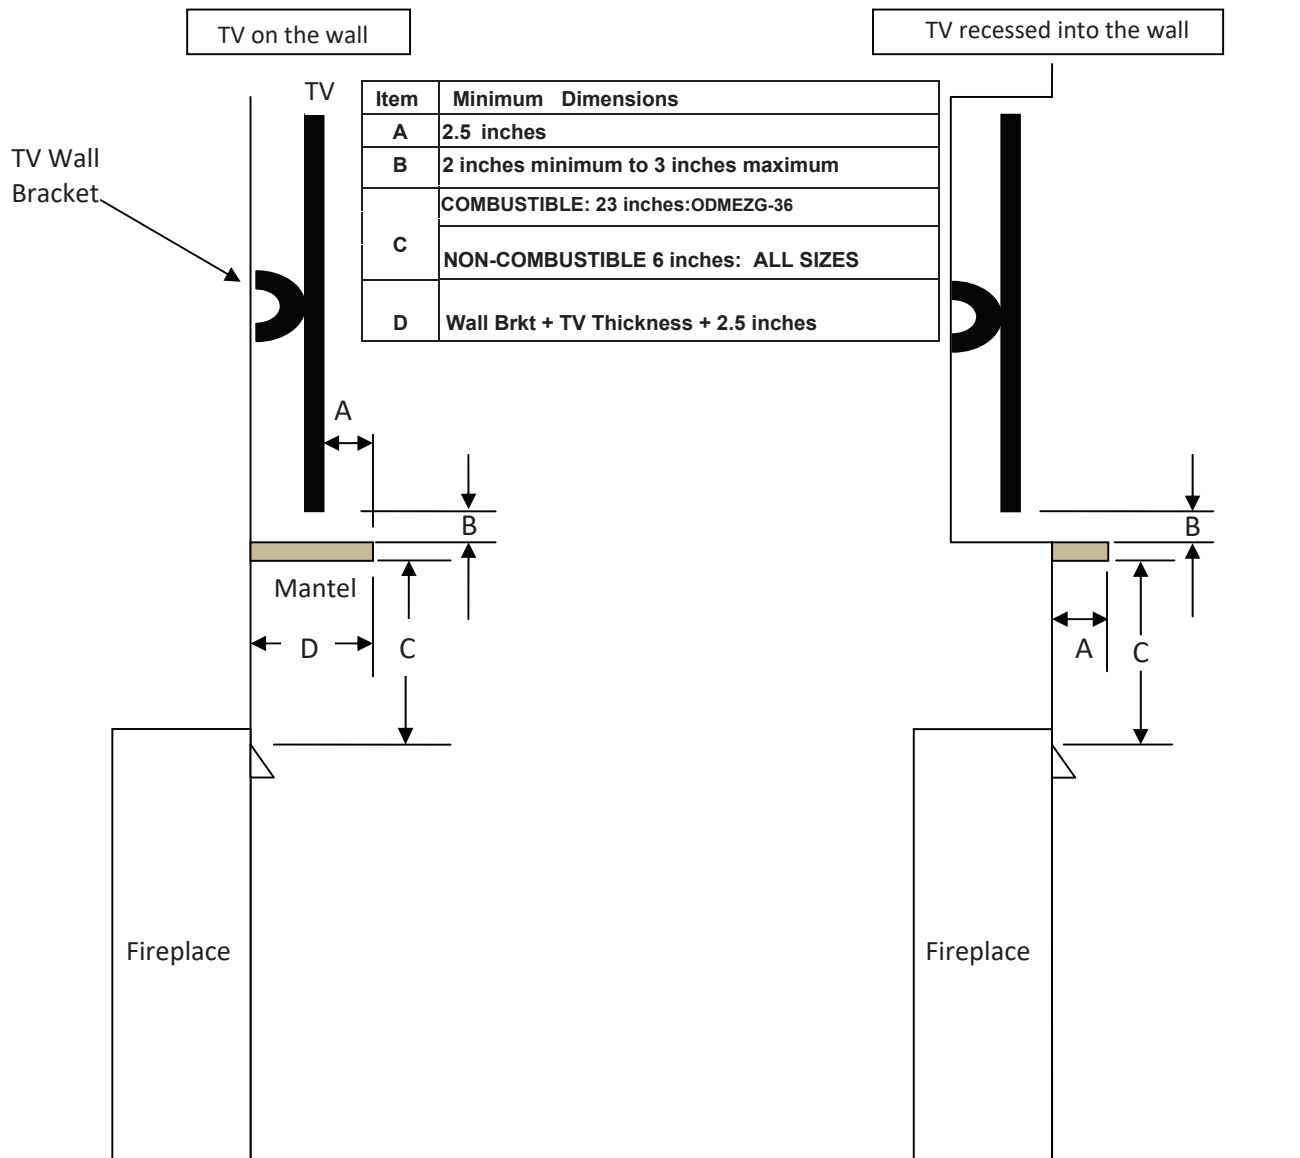 TV on the wall
TV recessed into the wall
TV
TV Wall
Bracket
Item Minimum Dimensions
A 2.5 inches
B 2 inches minimum to 3 inches maximum
C COMBUSTIBLE: 23 inches:ODMEZG-36
NON-COMBUSTIBLE 6 inches: ALL SIZES
D Wall Brkt + TV Thickness + 2.5 inches
A
B
Mantel
D
C
Fireplace
B
A
C
Fireplace